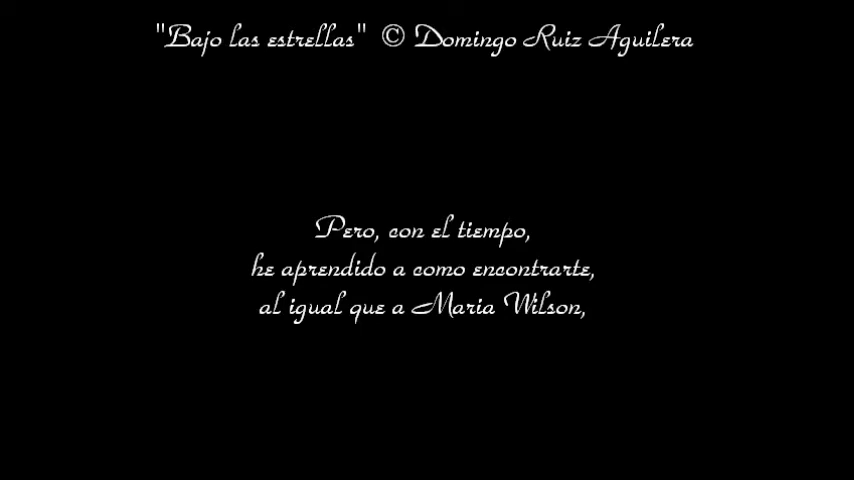 "Bajo las estrellas" © Domingo Ruiz Aguilera
Pero, con el tiempo,
he aprendido a como encontrarte,
al igual que a Maria Wilson,